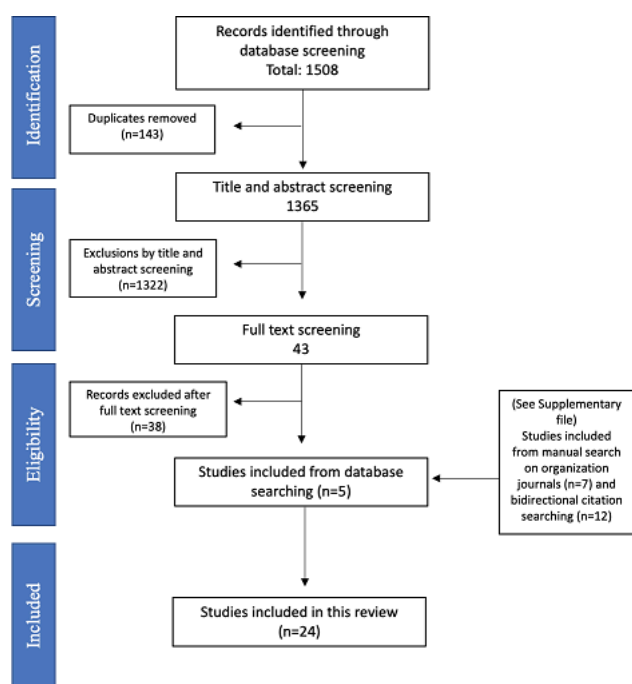 Identification
Records identified through
database screening
Total: 1508
Duplicates removed
(n=143)
Title and abstract screening
1365
Screening
Exclusions by title and
abstract screening
(n=1322)
Full text screening
43
Eligibility
Records excluded after
full text screening
(n=38)
Studies included from database
searching (n=5)
(See Supplementary
file)
Studies included
from manual search
on organization
journals (n=7) and
bidirectional citation
searching (n=12)
Included
Studies included in this review
(n=24)